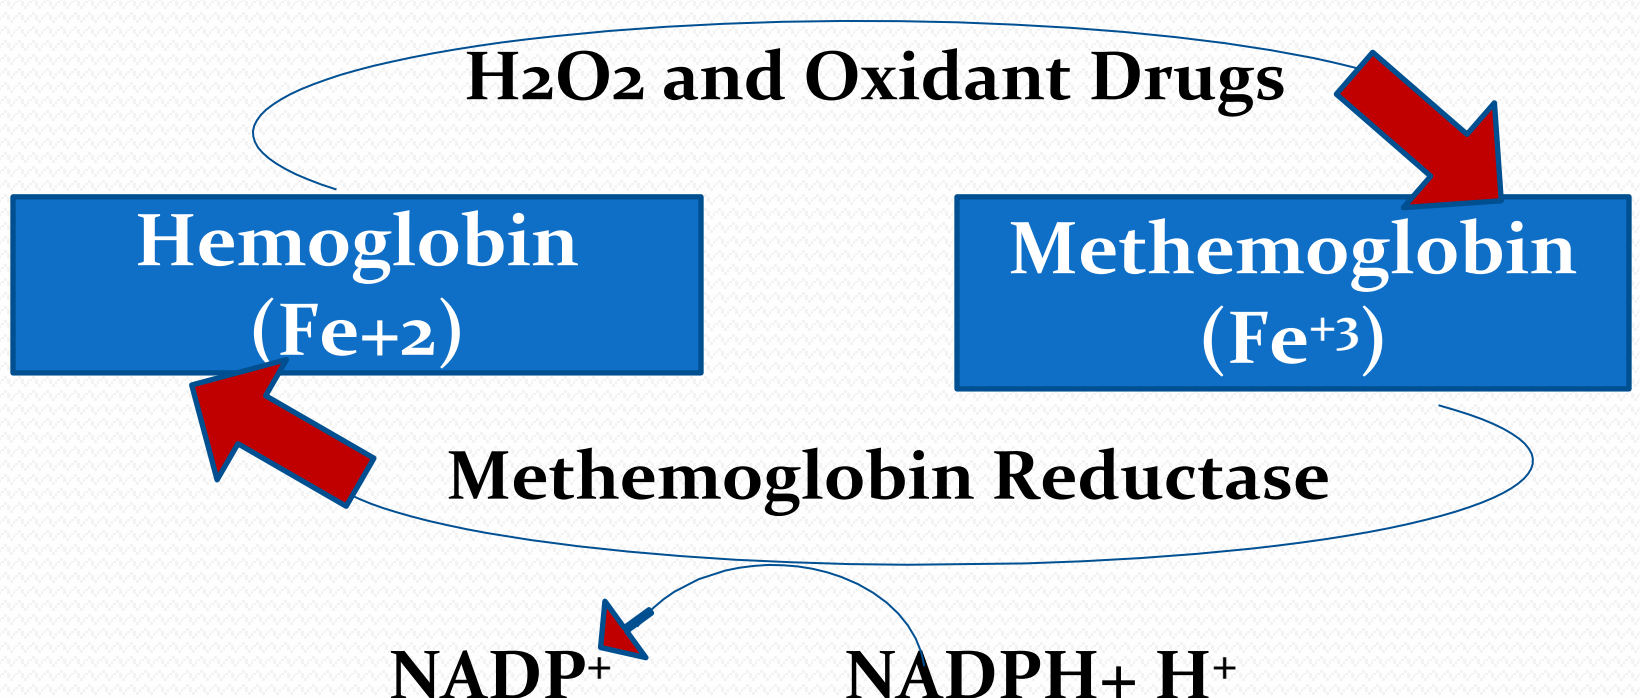 H2O2 and Oxidant Drugs
Hemoglobin
(Fe+2)
Methemoglobin
(Fe⁺³)
Methemoglobin Reductase
NADP⁺
NADPH+ H⁺